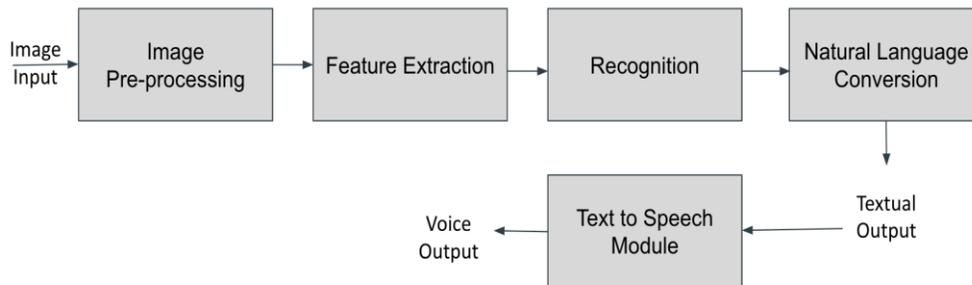 Image
Input
Image
Pre-processing
Feature Extraction
Recognition
Natural Language
Conversion
Textual
Output
Text to Speech
Module
Voice
Output